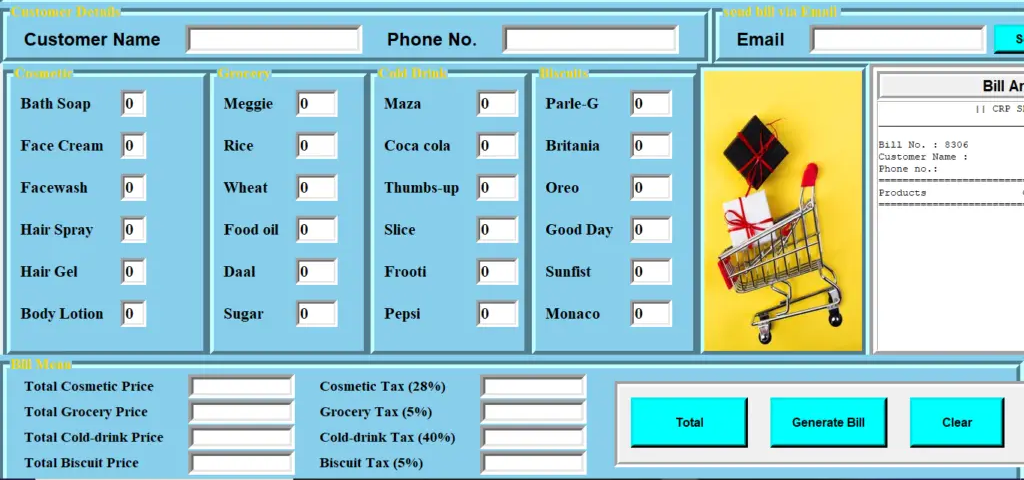 Customer Details
send bill via Email
Customer Name
Phone No.
Email
Cosmetic
Grocery
Cold Drink
Biscuits
Bath Soap 0
Face Cream 0
Facewash 0
Hair Spray 0
Hair Gel 0
Body Lotion 0
Meggie 0
Rice 0
Wheat 0
Food oil 0
Daal 0
Sugar 0
Maza 0
Coca cola 0
Thumbs-up 0
Slice 0
Frooti 0
Pepsi 0
Parle-G 0
Britania 0
Oreo 0
Good Day 0
Sunfist 0
Monaco 0
Bill Ar
|| CRP S
Bill No. : 8306
Customer Name :
Phone no.:
================================
Products
================================
Bill Menu
Total Cosmetic Price
Total Grocery Price
Total Cold-drink Price
Total Biscuit Price
Cosmetic Tax (28%)
Grocery Tax (5%)
Cold-drink Tax (40%)
Biscuit Tax (5%)
Total
Generate Bill
Clear